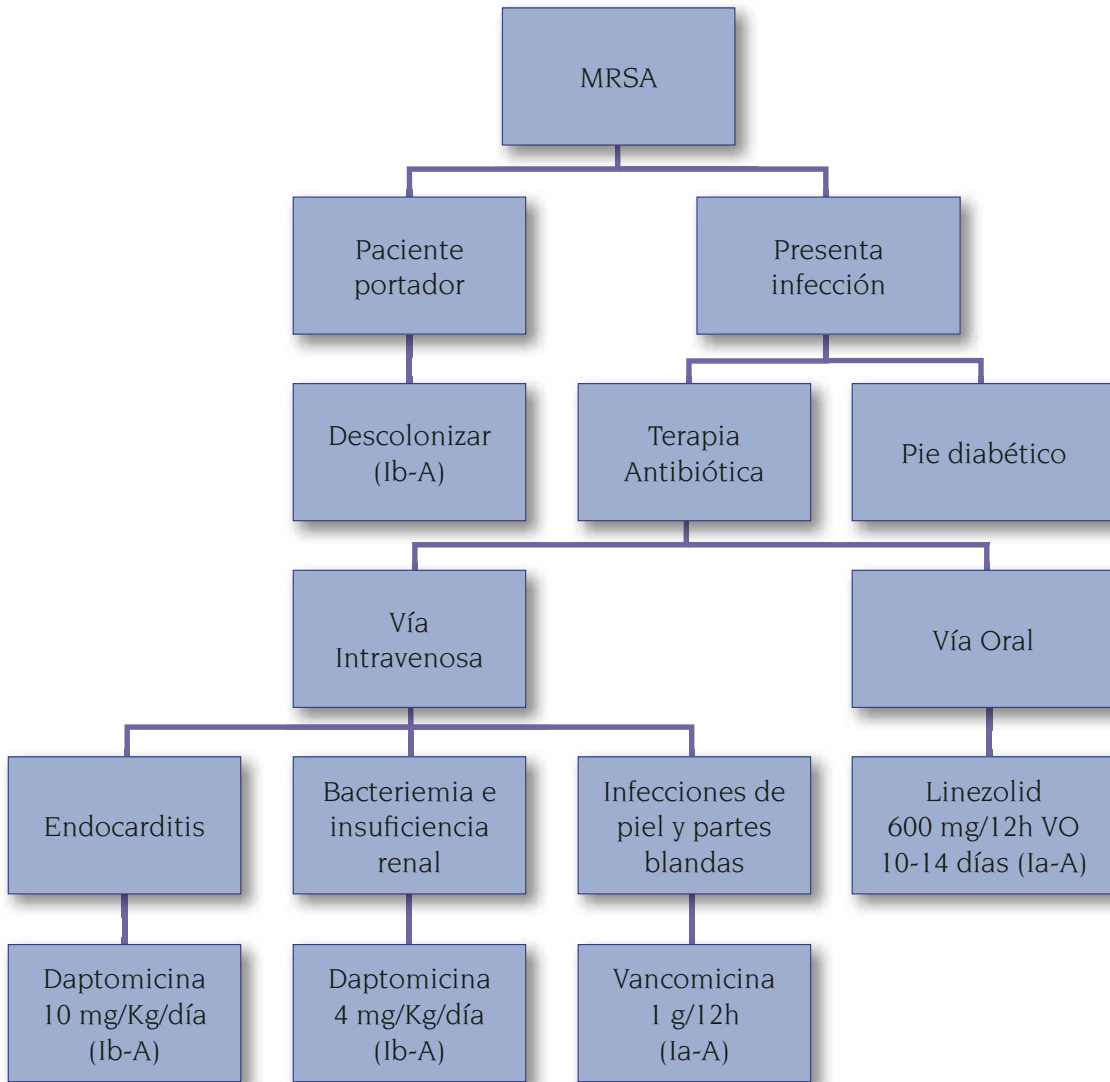 MRSA
Paciente
portador
Presenta
infección
Descolonizar
(Ib-A)
Terapia
Antibiótica
Pie diabético
Vía
Intravenosa
Vía Oral
Endocarditis
Bacteriemia e
insuficiencia
renal
Infecciones de
piel y partes
blandas
Linezolid
600 mg/12h VO
10-14 días (Ia-A)
Daptomicina
10 mg/Kg/día
(Ib-A)
Daptomicina
4 mg/Kg/día
(Ib-A)
Vancomicina
1 g/12h
(Ia-A)